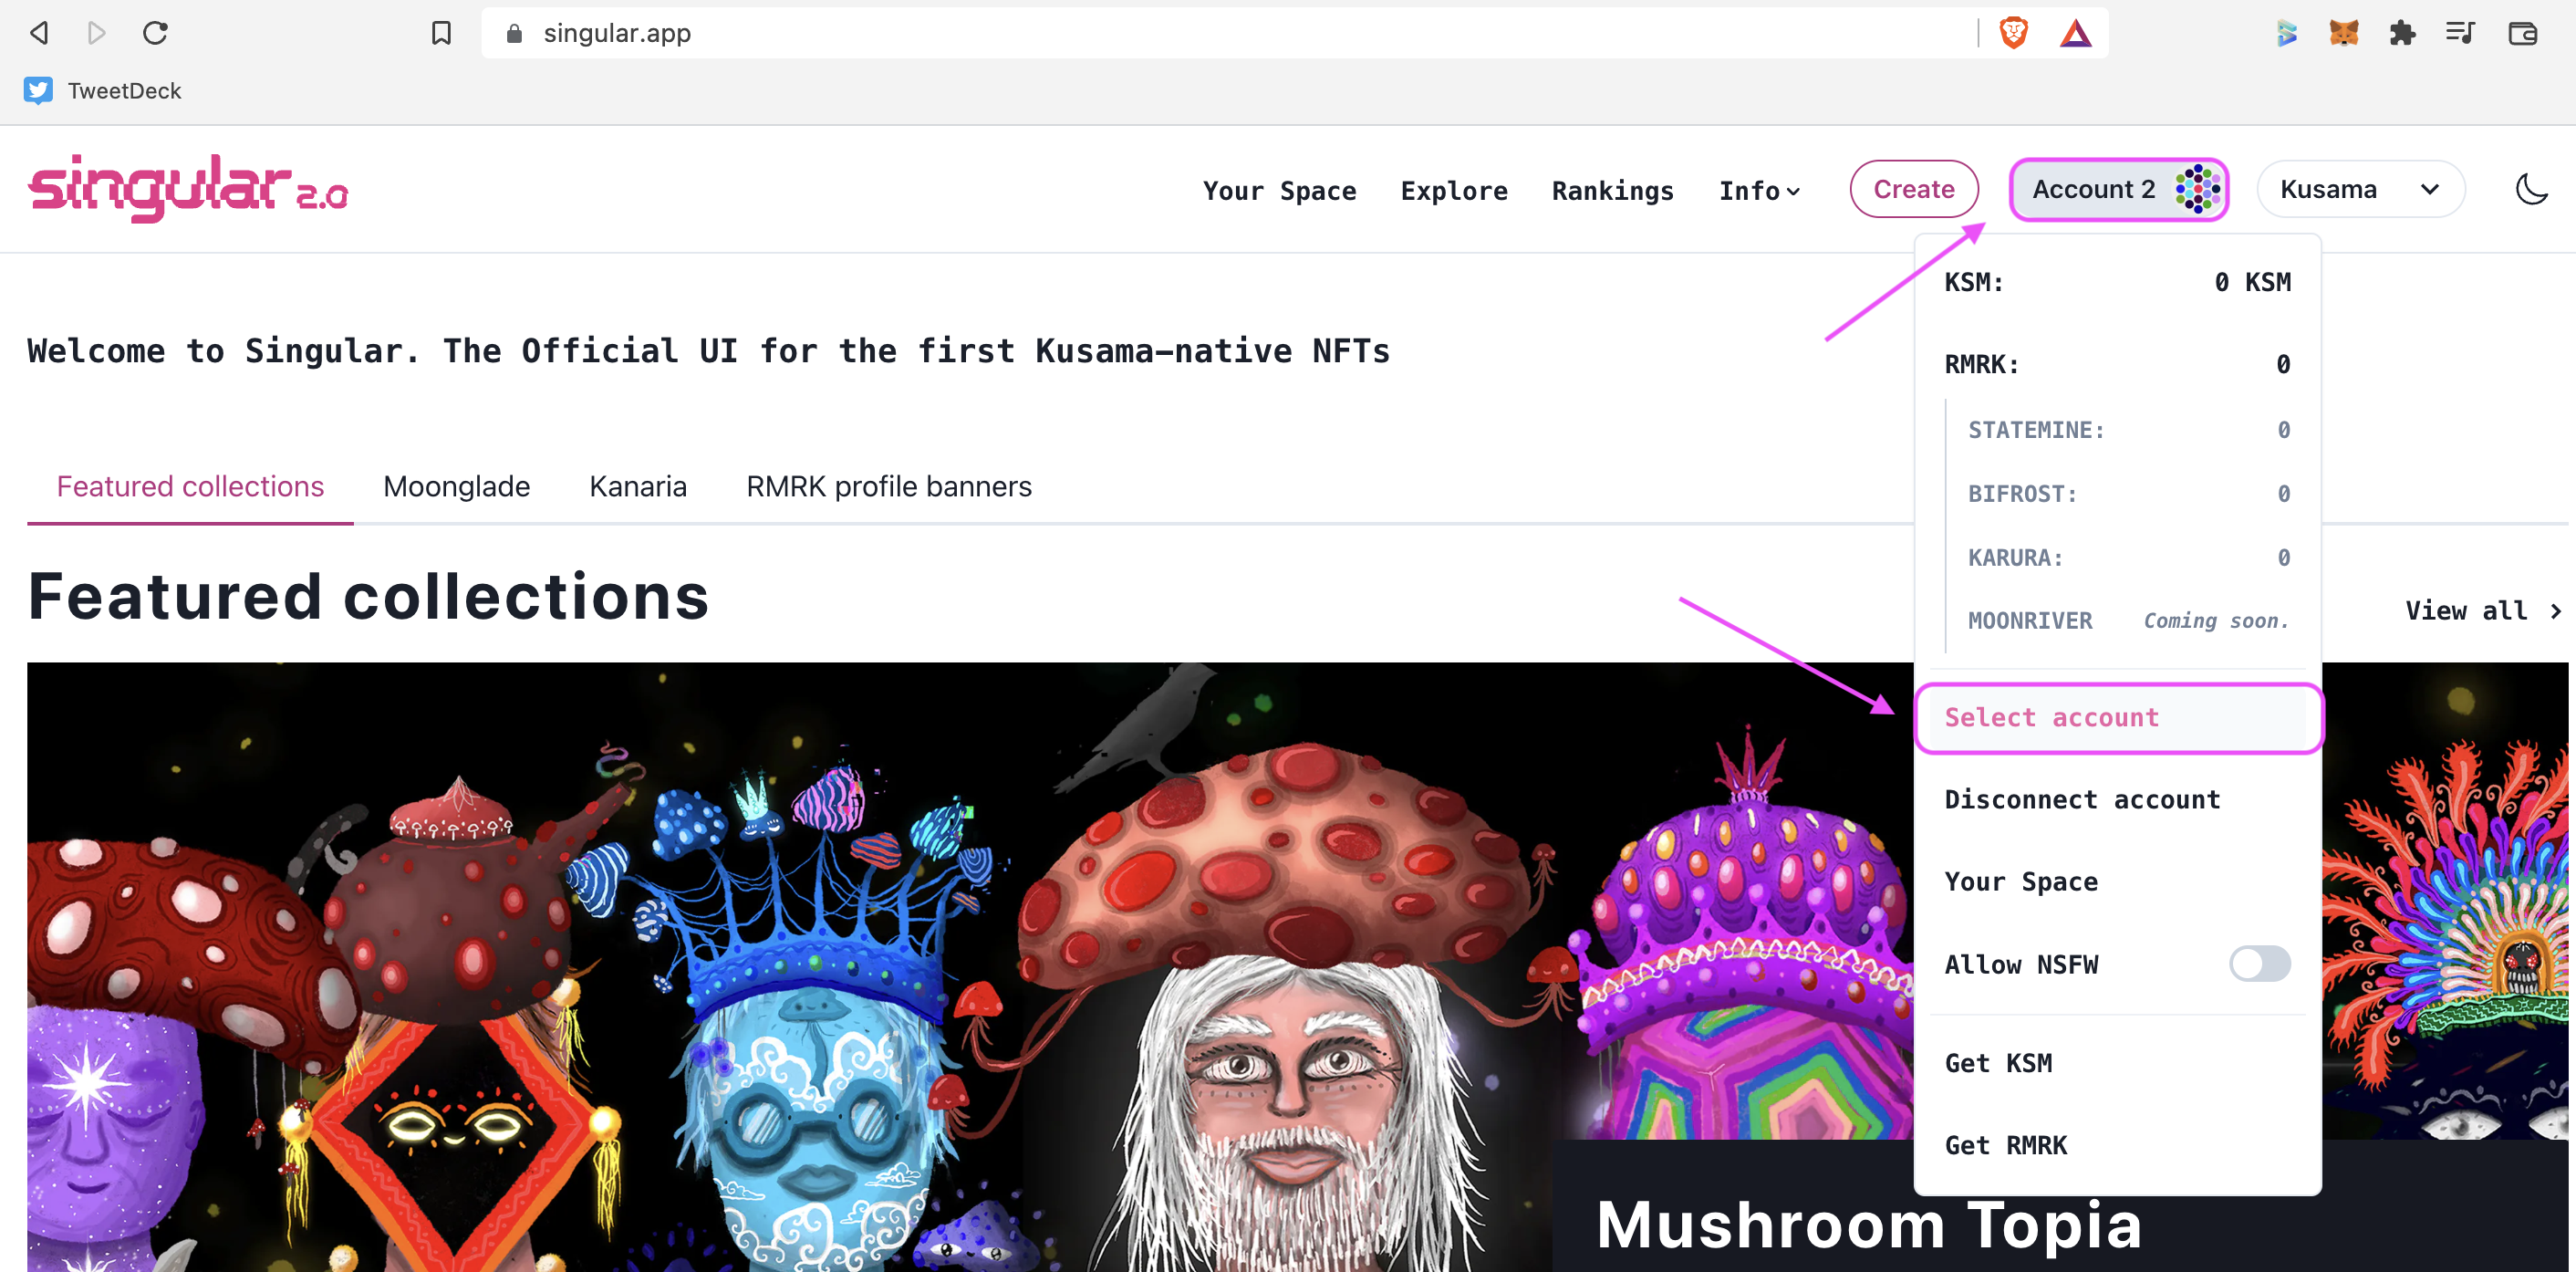 singular.app
TweetDeck
singular 2.0
Your Space
Explore
Rankings
Info
Create
Account 2
Kusama
KSM: 0 KSM
RMRK: 0
STATEMINE: 0
BIFROST: 0
KARURA: 0
MOONRIVER Coming soon.
Select account
Disconnect account
Your Space
Allow NSFW
Get KSM
Get RMRK
Welcome to Singular. The Official UI for the first Kusama-native NFTs
Featured collections
Moonglade
Kanaria
RMRK profile banners
Featured collections
View all
Mushroom Topia